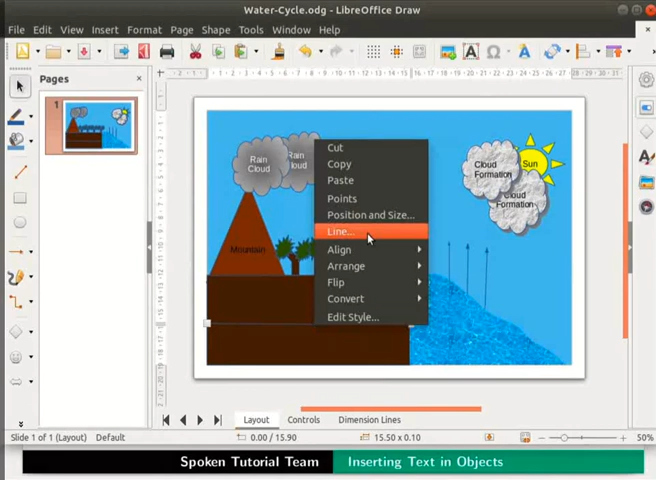 Water-Cycle.odg - LibreOffice Draw
File Edit View Insert Format Page Shape Tools Window Help
Pages
1
Rain
Cloud
Rain
loud
Cloud
Formation
Sun
Cloud
Formation
Mountain
Cut
Copy
Paste
Points
Position and Size...
Line...
Align
Arrange
Flip
Convert
Edit Style...
Layout Controls Dimension Lines
Slide 1 of 1 (Layout) Default 0.00 / 15.90 15.50 x 0.10 50%
Spoken Tutorial Team Inserting Text in Objects